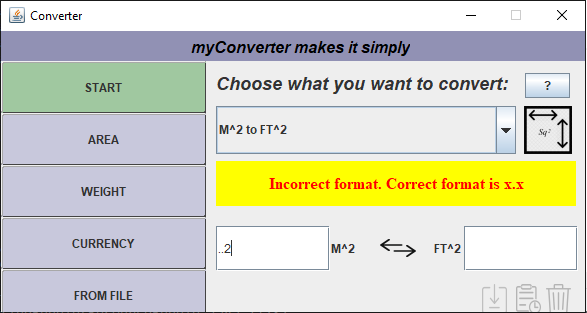 Converter
myConverter makes it simply
START
AREA
WEIGHT
CURRENCY
FROM FILE
Choose what you want to convert:
?
M^2 to FT^2
Sq²
Incorrect format. Correct format is x.x
..2
M^2
FT^2